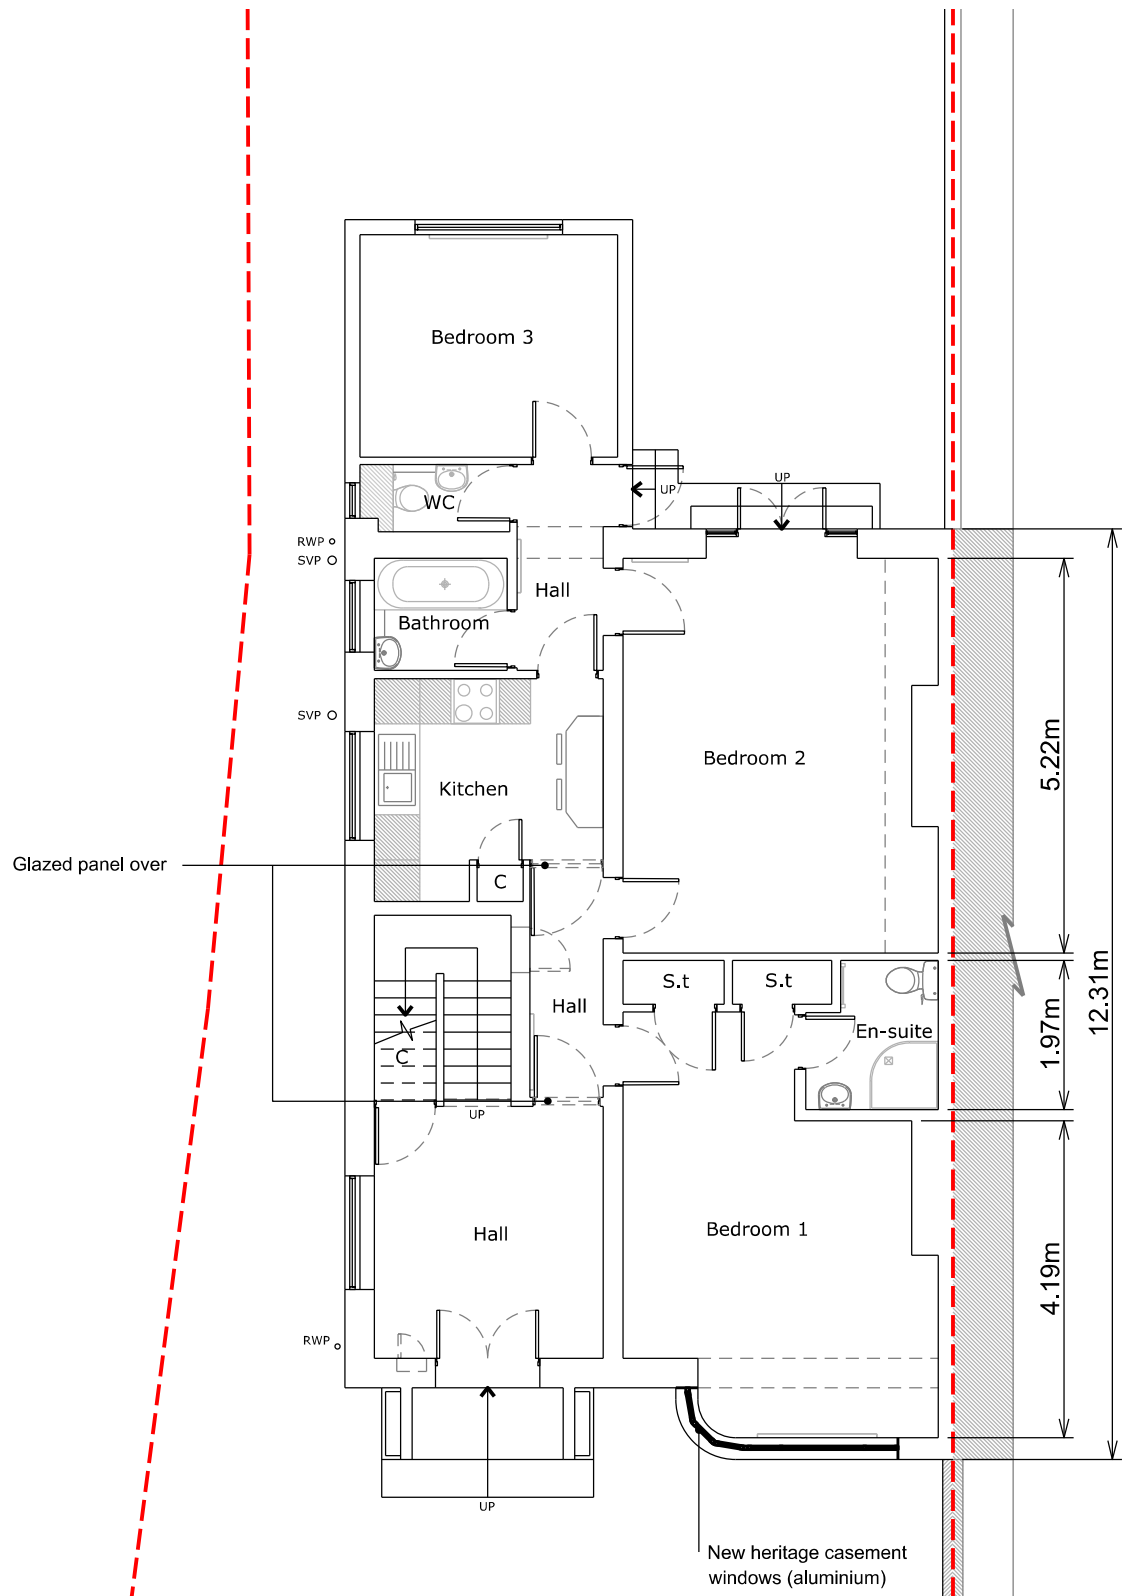 Bedroom 3
WC
UP
UP
RWP
SVP
Hall
Bathroom
SVP
Bedroom 2
5.22m
Kitchen
Glazed panel over
C
S.t
S.t
Hall
En-suite
1.97m
12.31m
C
UP
Hall
Bedroom 1
4.19m
RWP
UP
New heritage casement
windows (aluminium)